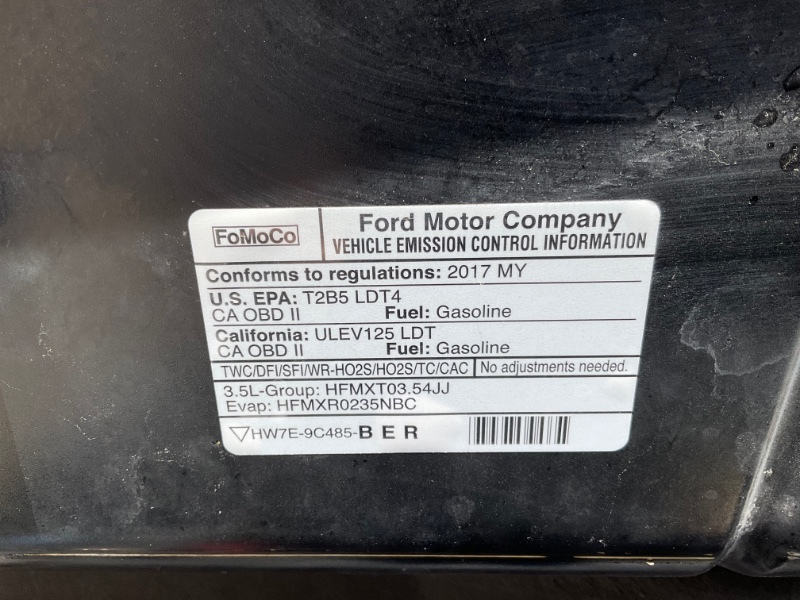 FoMoCo
Ford Motor Company
VEHICLE EMISSION CONTROL INFORMATION
Conforms to regulations: 2017 MY
U.S. EPA: T2B5 LDT4
CA OBD II Fuel: Gasoline
California: ULEV125 LDT
CA OBD II Fuel: Gasoline
TWC/DFI/SFI/WR-HO2S/HO2S/TC/CAC No adjustments needed.
3.5L-Group: HFMXT03.54JJ
Evap: HFMXR0235NBC
HW7E-9C485-BER